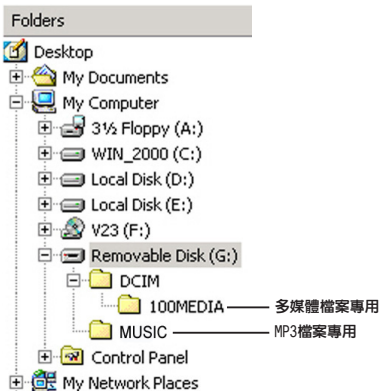 Folders
Desktop
My Documents
My Computer
3½ Floppy (A:)
WIN_2000 (C:)
Local Disk (D:)
Local Disk (E:)
V23 (F:)
Removable Disk (G:)
DCIM
100MEDIA 多媒體檔案專用
MUSIC MP3檔案專用
Control Panel
My Network Places